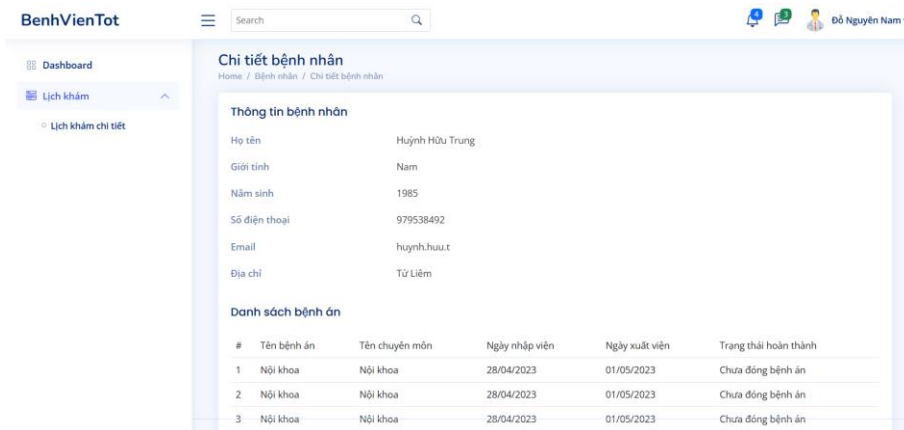 BenhVienTot
Search
4
3
Đỗ Nguyên Nam
Dashboard
Lịch khám
Lịch khám chi tiết
Chi tiết bệnh nhân
Home / Bệnh nhân / Chi tiết bệnh nhân
Thông tin bệnh nhân
Họ tên Huỳnh Hữu Trung
Giới tính Nam
Năm sinh 1985
Số điện thoại 979538492
Email huynh.huu.t
Địa chỉ Từ Liêm
Danh sách bệnh án
# Tên bệnh án Tên chuyên môn Ngày nhập viện Ngày xuất viện Trạng thái hoàn thành
1 Nội khoa Nội khoa 28/04/2023 01/05/2023 Chưa đóng bệnh án
2 Nội khoa Nội khoa 28/04/2023 01/05/2023 Chưa đóng bệnh án
3 Nội khoa Nội khoa 28/04/2023 01/05/2023 Chưa đóng bệnh án